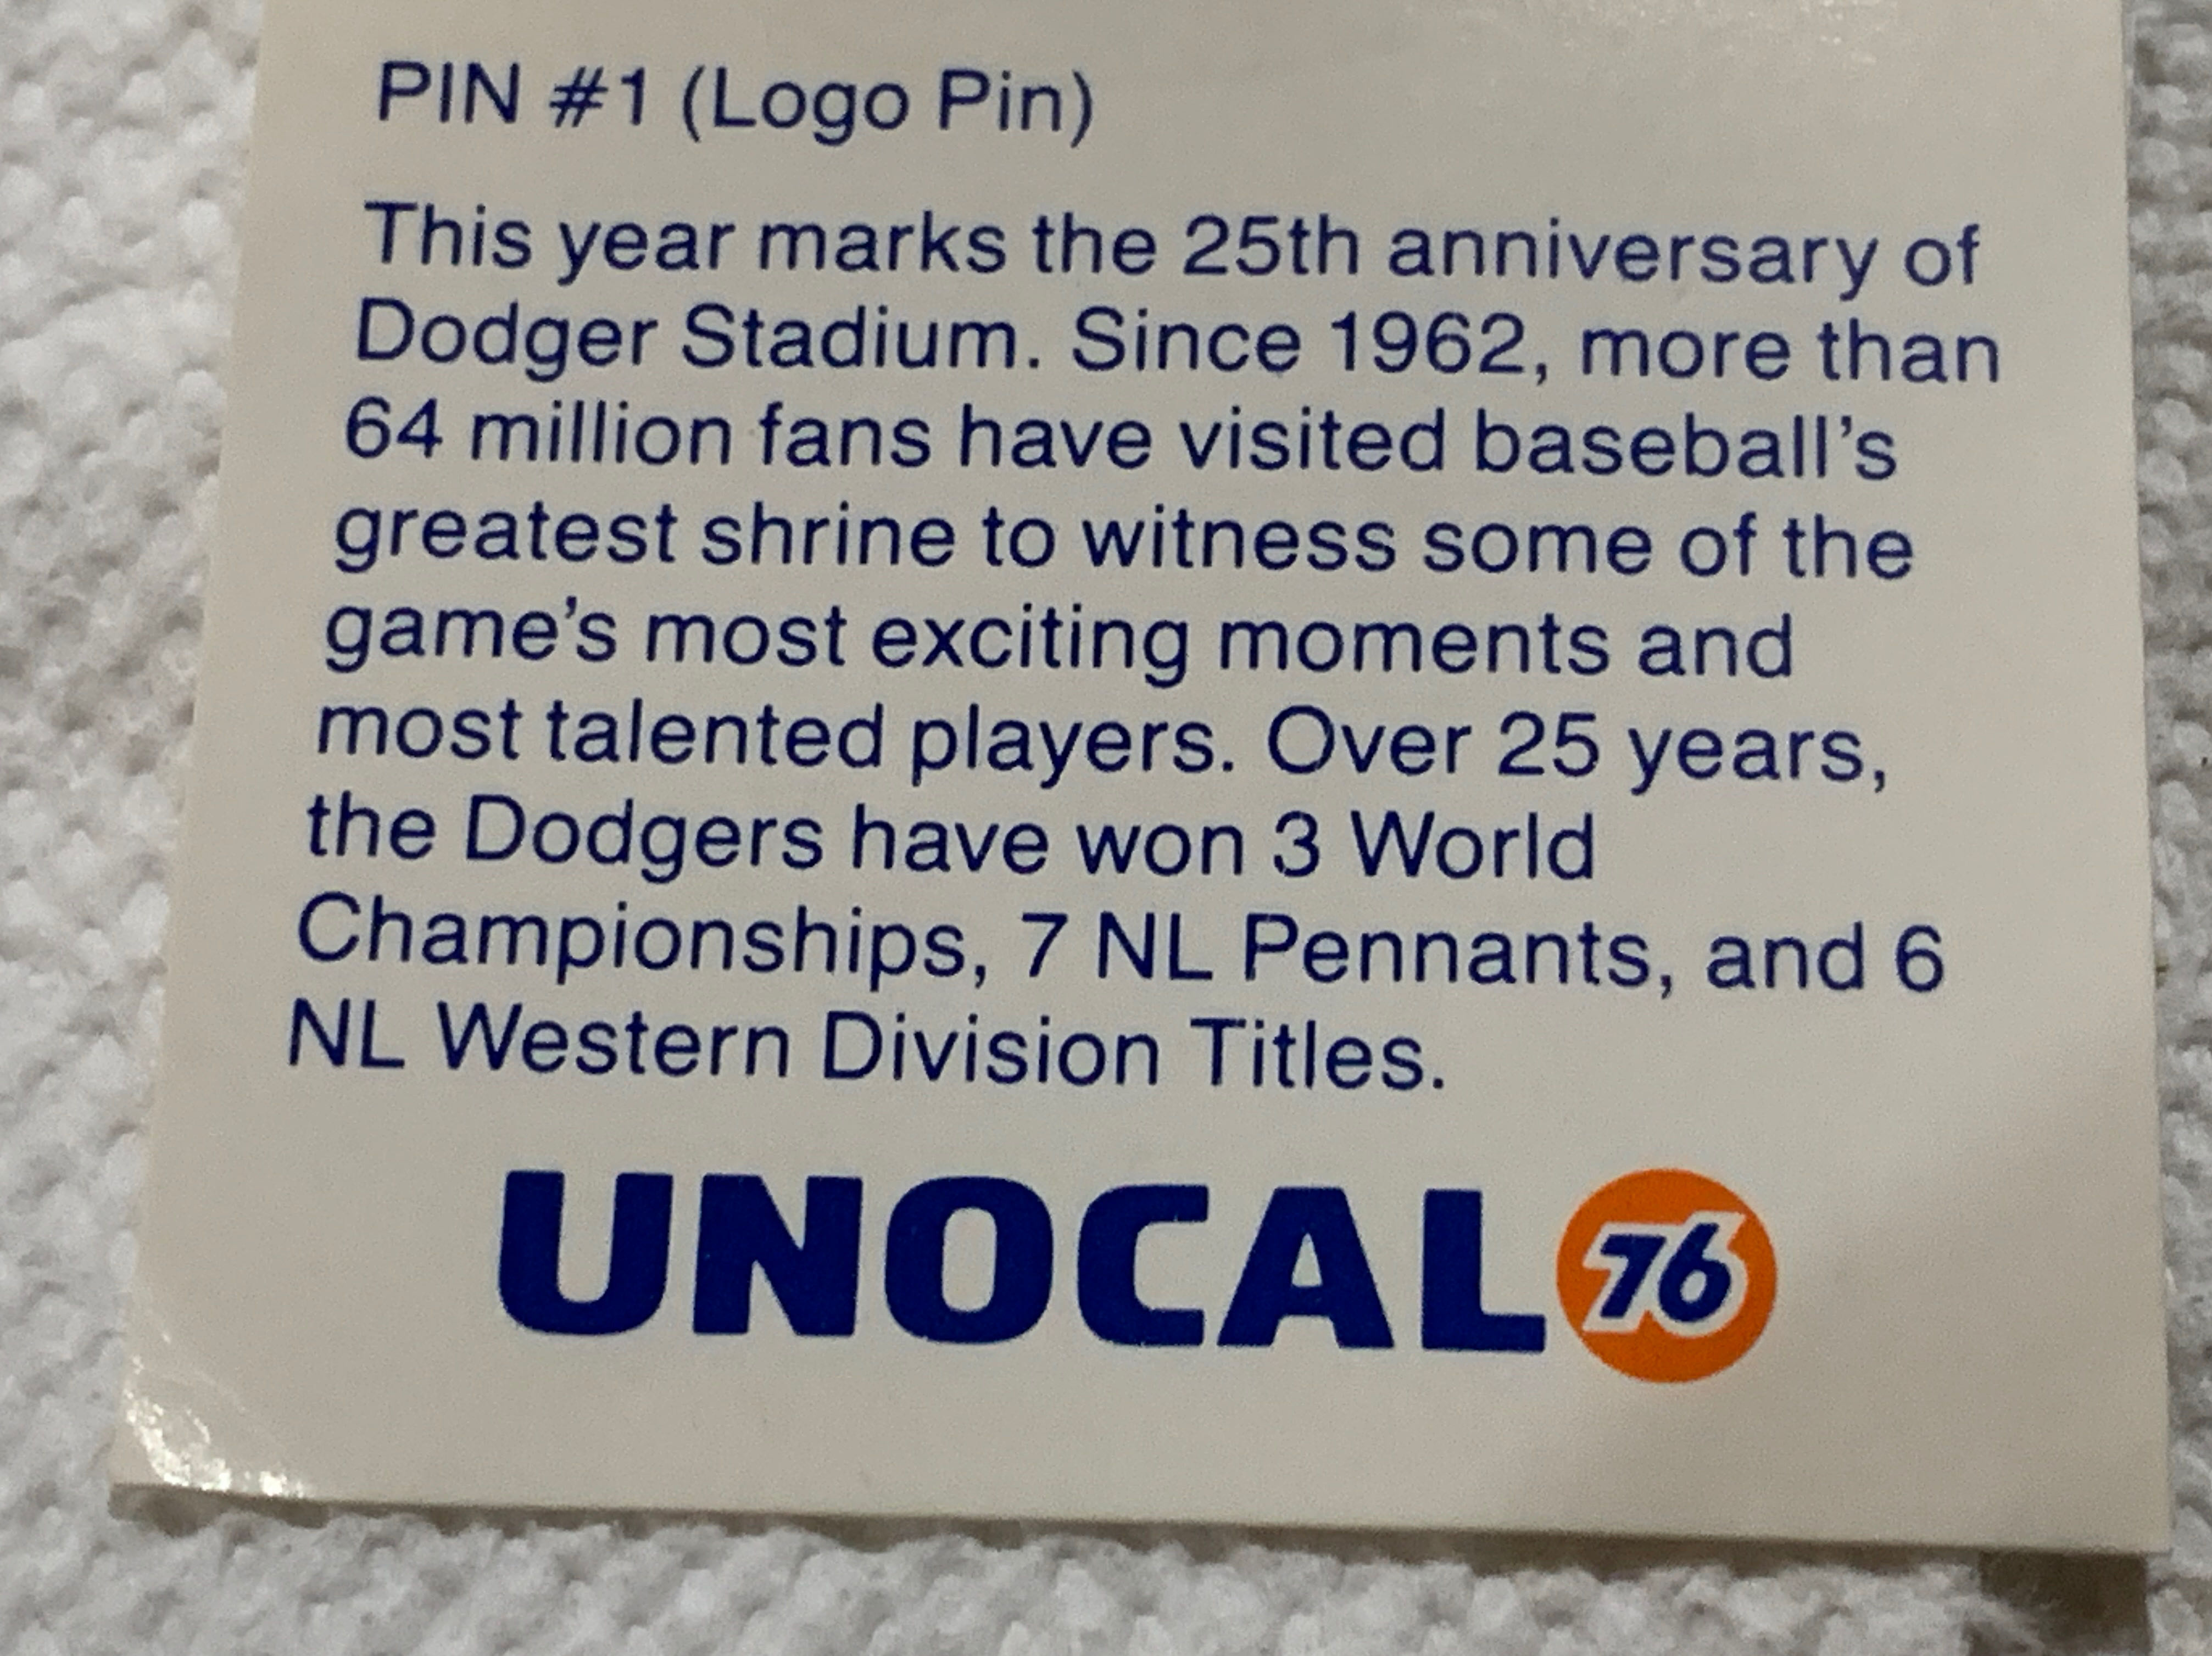 PIN #1 (Logo Pin)
This year marks the 25th anniversary of
Dodger Stadium. Since 1962, more than
64 million fans have visited baseball's
greatest shrine to witness some of the
game's most exciting moments and
most talented players. Over 25 years,
the Dodgers have won 3 World
Championships, 7 NL Pennants, and 6
NL Western Division Titles.
UNOCAL 76